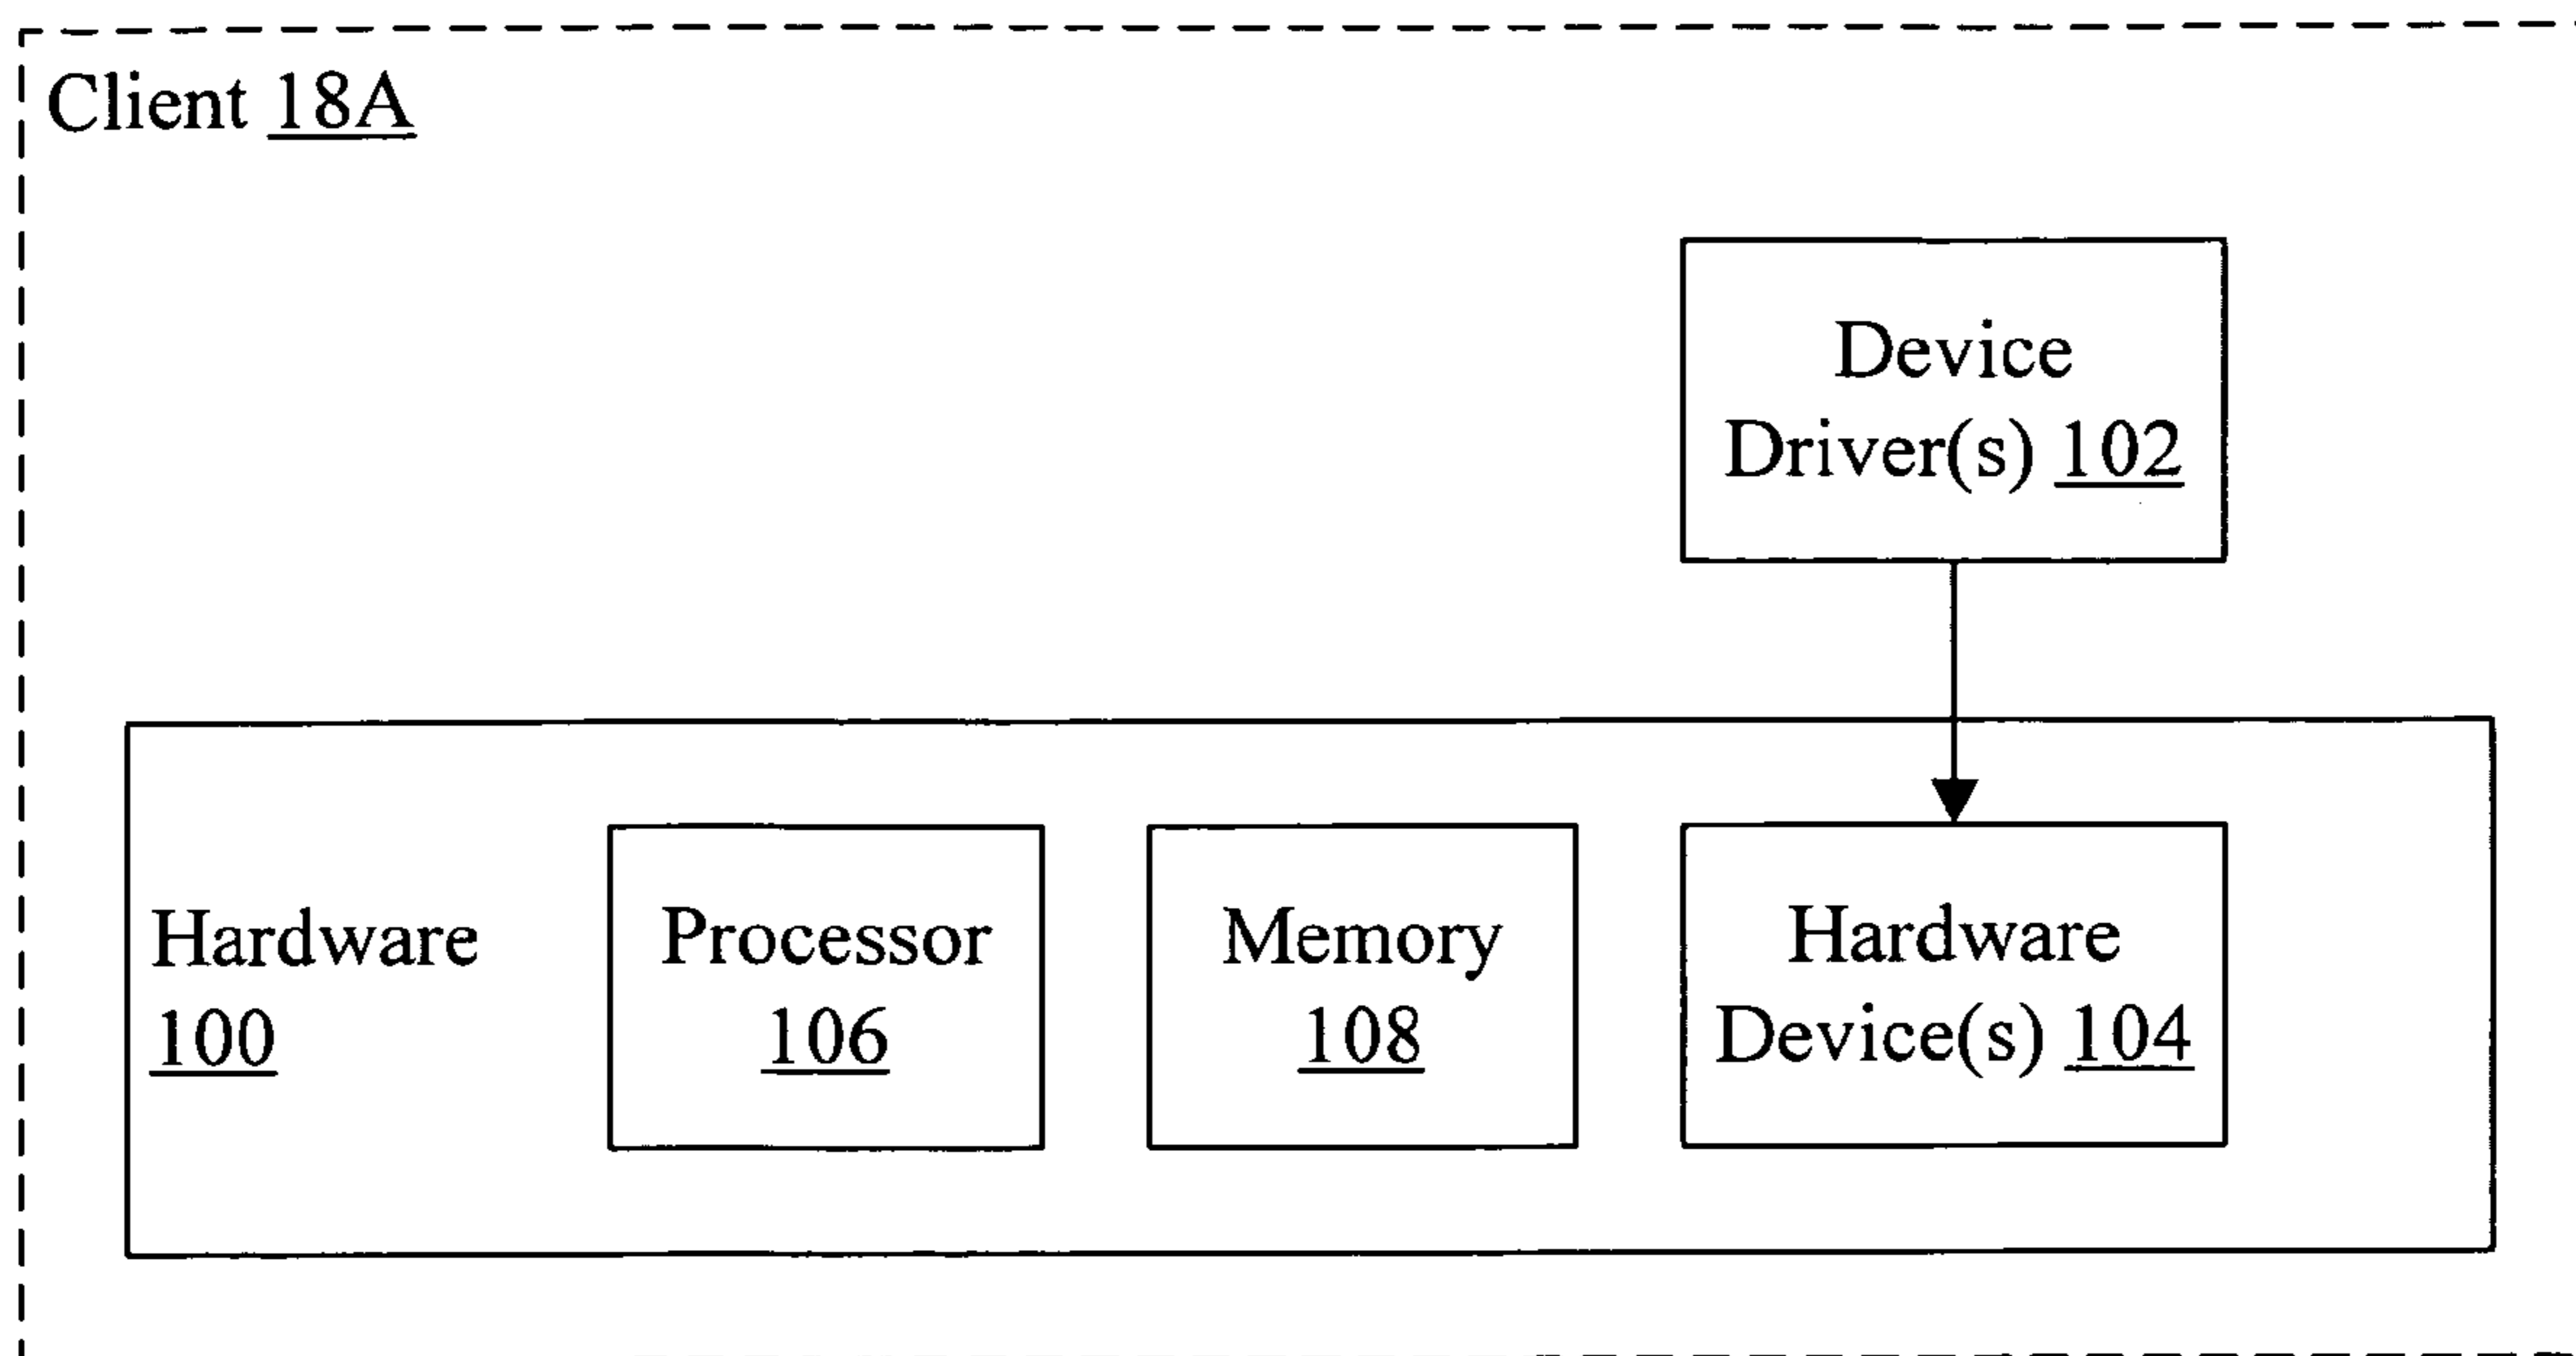 Client 18A
Device
Driver(s) 102
Hardware
100
Processor
106
Memory
108
Hardware
Device(s) 104